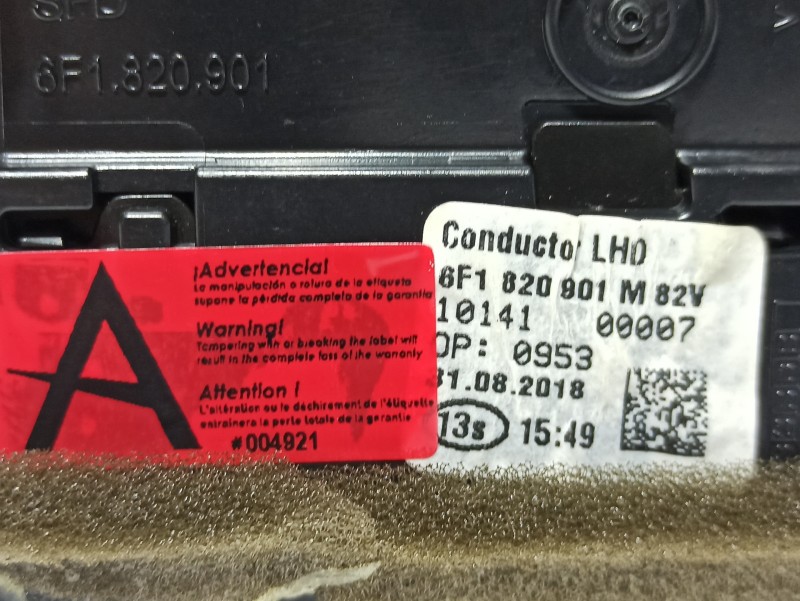 6F1.820.901
¡Advertencia!
La manipulación o rotura de la etiqueta
supone la pérdida completa de la garantía
Warning!
Tampering with or breaking the label will
result in the complete loss of the warranty
Attention !
L'altération ou le déchirement de l'étiquette
entraînera la perte totale de la garantie
#004921
Conductor LHD
6F1 820 901 M 82V
10141 00007
OP: 0953
31.08.2018
13s 15:49